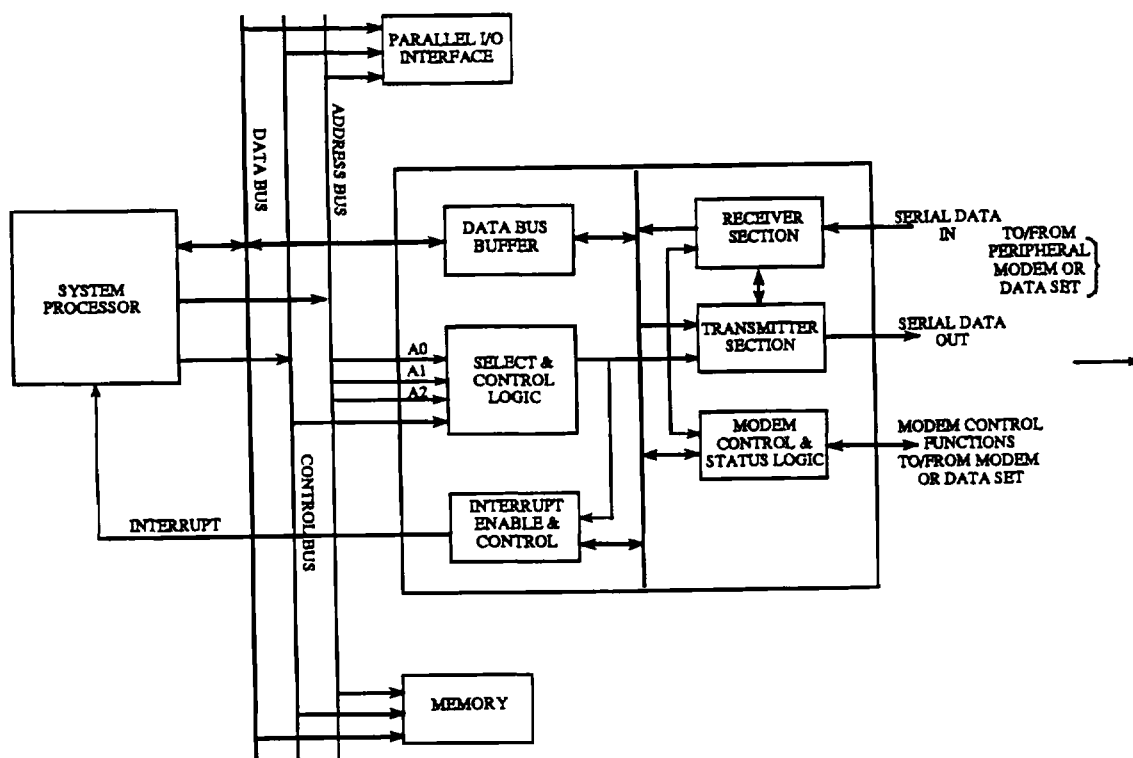 PARALLEL I/O
INTERFACE
DATA BUS
ADDRESS BUS
CONTROL BUS
SYSTEM
PROCESSOR
DATA BUS
BUFFER
RECEIVER
SECTION
SERIAL DATA
IN
TO/FROM
PERIPHERAL
MODEM OR
DATA SET
TRANSMITTER
SECTION
SERIAL DATA
OUT
A0
A1
A2
SELECT &
CONTROL
LOGIC
MODEM
CONTROL &
STATUS LOGIC
MODEM CONTROL
FUNCTIONS
TO/FROM MODEM
OR DATA SET
INTERRUPT
INTERRUPT
ENABLE &
CONTROL
MEMORY